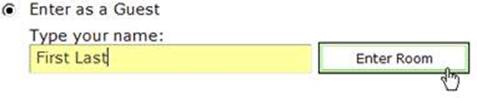 Enter as a Guest
Type your name:
First Last Enter Room